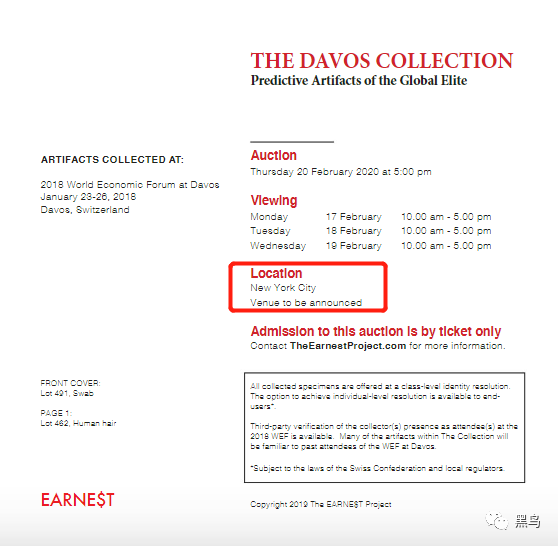 THE DAVOS COLLECTION
Predictive Artifacts of the Global Elite
ARTIFACTS COLLECTED AT:
2018 World Economic Forum at Davos
January 23-26, 2018
Davos, Switzerland
Auction
Thursday 20 February 2020 at 5:00 pm
Viewing
Monday 17 February 10.00 am - 5.00 pm
Tuesday 18 February 10.00 am - 5.00 pm
Wednesday 19 February 10.00 am - 5.00 pm
Location
New York City
Venue to be announced
Admission to this auction is by ticket only
Contact TheEarnestProject.com for more information.
FRONT COVER:
Lot 491, Swab
PAGE 1:
Lot 462, Human hair
All collected specimens are offered at a class-level identity resolution.
The option to achieve individual-level resolution is available to end-
users*.
Third-party verification of the collector(s) presence as attendee(s) at the
2018 WEF is available. Many of the artifacts within The Collection will
be familiar to past attendees of the WEF at Davos.
*Subject to the laws of the Swiss Confederation and local regulators.
EARNE$T
Copyright 2019 The EARNE$T Project
黑鸟